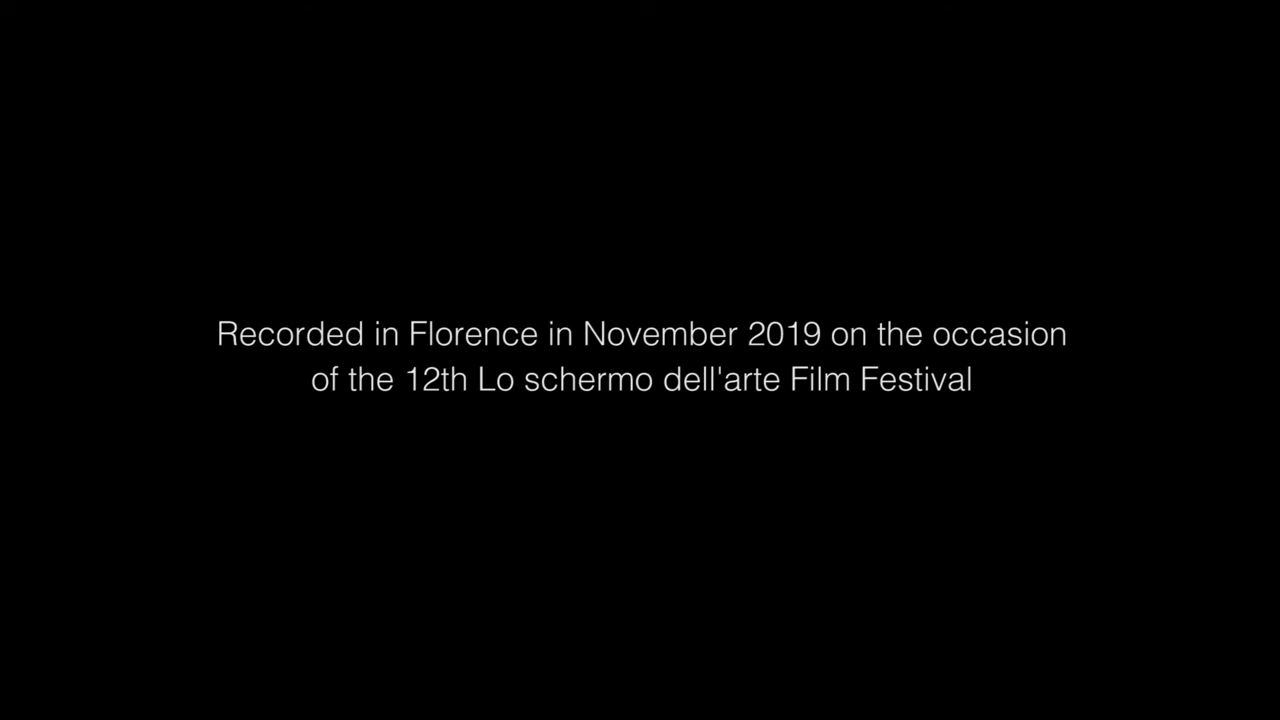 Recorded in Florence in November 2019 on the occasion
of the 12th Lo schermo dell'arte Film Festival